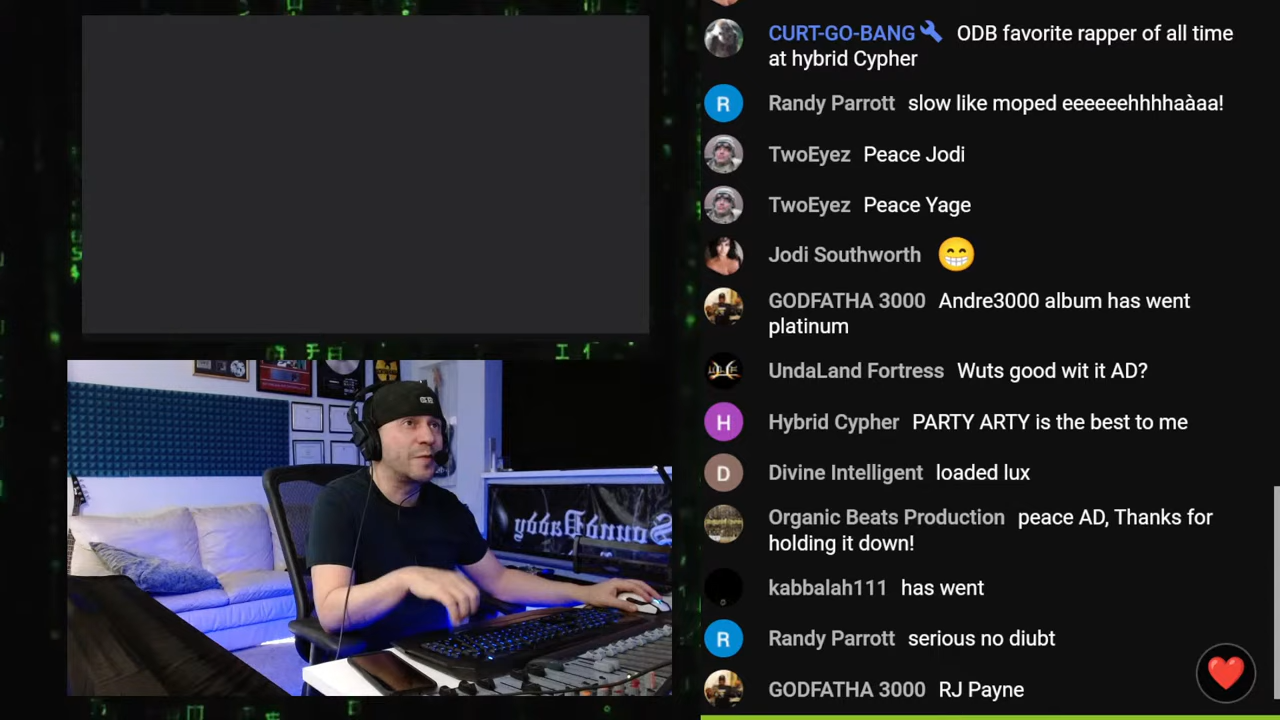 CURT-GO-BANG ODB favorite rapper of all time
at hybrid Cypher
R Randy Parrott slow like moped eeeeeehhhhaàaa!
TwoEyez Peace Jodi
TwoEyez Peace Yage
Jodi Southworth 😁
GODFATHA 3000 Andre3000 album has went
platinum
UndaLand Fortress Wuts good wit it AD?
H Hybrid Cypher PARTY ARTY is the best to me
D Divine Intelligent loaded lux
Organic Beats Production peace AD, Thanks for
holding it down!
kabbalah111 has went
R Randy Parrott serious no diubt
GODFATHA 3000 RJ Payne
SoundDaddy